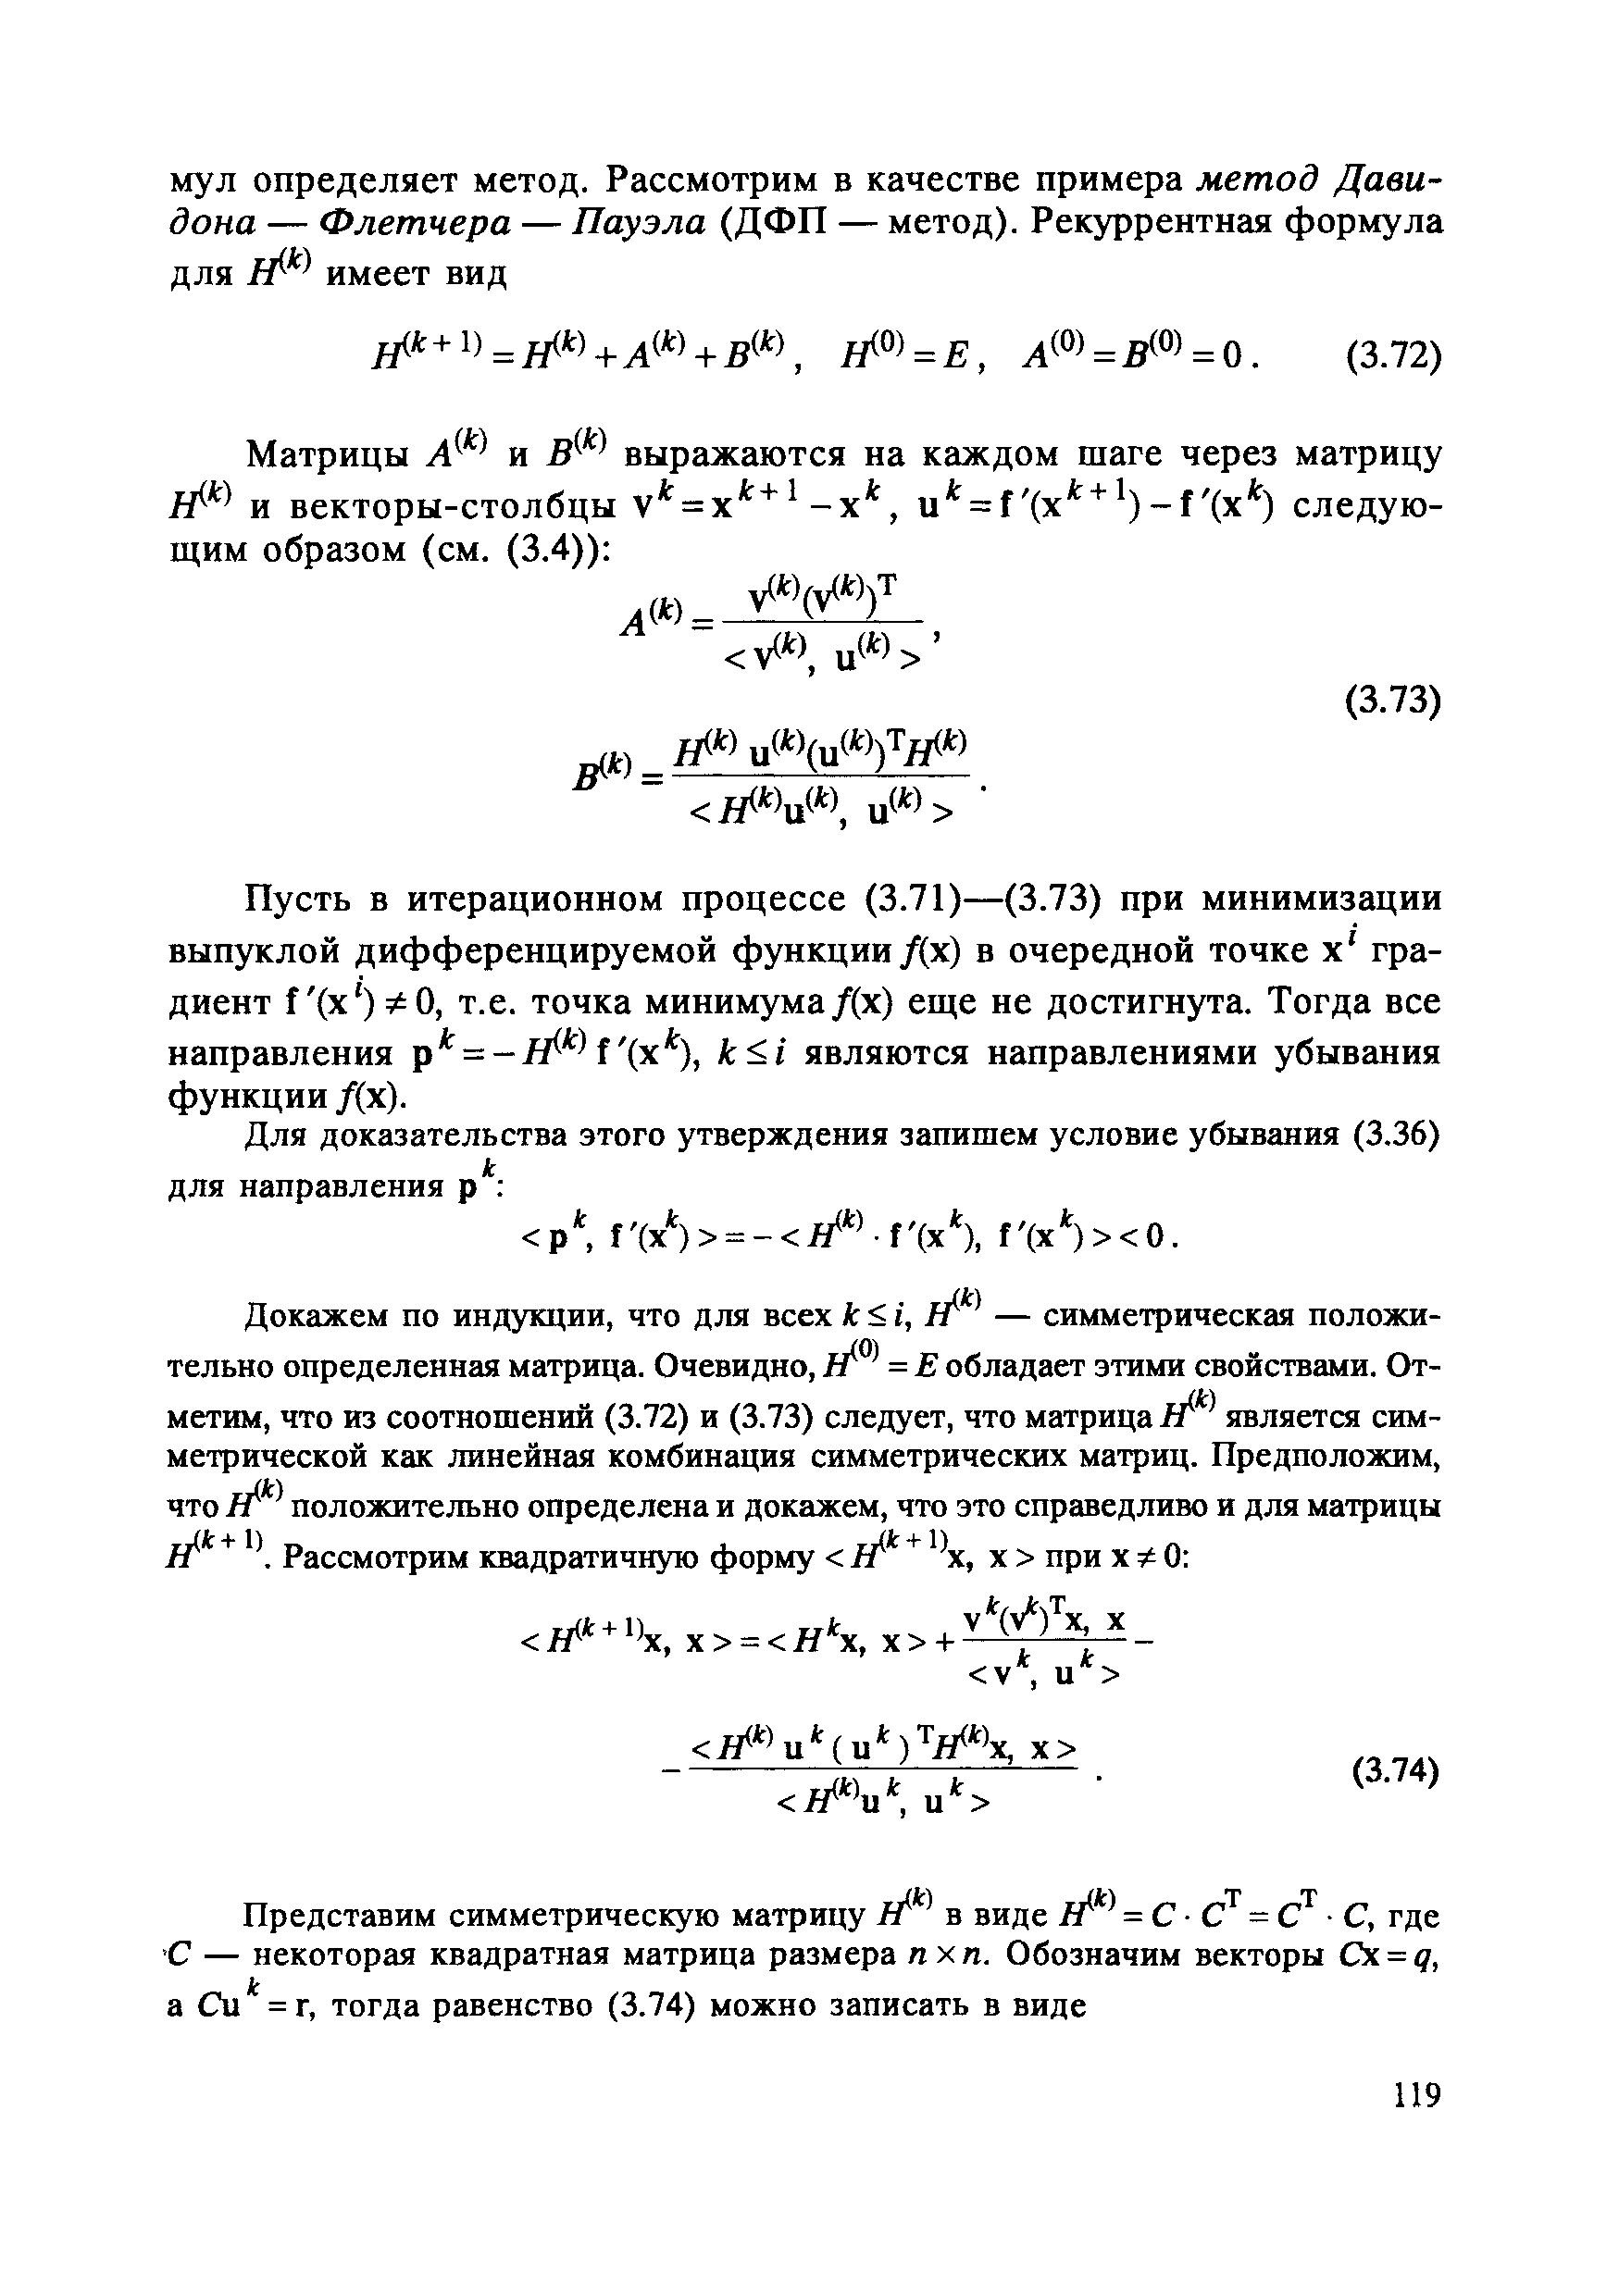 мул определяет метод. Рассмотрим в качестве примера метод Дави-
дона — Флетчера — Пауэла (ДФП — метод). Рекуррентная формула
для H^(k) имеет вид
H^(k + 1) = H^(k) + A^(k) + B^(k), H^(0) = E, A^(0) = B^(0) = 0. (3.72)
Матрицы A^(k) и B^(k) выражаются на каждом шаге через матрицу
H^(k) и векторы-столбцы v^k = x^{k+1} − x^k, u^k = f′(x^{k+1}) − f′(x^k) следую-
щим образом (см. (3.4)):
A^(k) = v^(k)(v^(k))^T / <v^(k), u^(k)>,
(3.73)
B^(k) = H^(k) u^(k)(u^(k))^T H^(k) / <H^(k)u^(k), u^(k)>.
Пусть в итерационном процессе (3.71)—(3.73) при минимизации
выпуклой дифференцируемой функции f(x) в очередной точке x^i гра-
диент f′(x^i) ≠ 0, т.е. точка минимума f(x) еще не достигнута. Тогда все
направления p^k = − H^(k) f′(x^k), k ≤ i являются направлениями убывания
функции f(x).
Для доказательства этого утверждения запишем условие убывания (3.36)
для направления p^k:
<p^k, f′(x^k)> = − <H^(k) · f′(x^k), f′(x^k)> < 0.
Докажем по индукции, что для всех k ≤ i, H^(k) — симметрическая положи-
тельно определенная матрица. Очевидно, H^(0) = E обладает этими свойствами. От-
метим, что из соотношений (3.72) и (3.73) следует, что матрица H^(k) является сим-
метрической как линейная комбинация симметрических матриц. Предположим,
что H^(k) положительно определена и докажем, что это справедливо и для матрицы
H^(k + 1). Рассмотрим квадратичную форму <H^(k + 1)x, x> при x ≠ 0:
<H^(k + 1)x, x> = <H^k x, x> + v^k(v^k)^T x, x / <v^k, u^k> −
− <H^(k) u^k (u^k)^T H^(k)x, x> / <H^(k)u^k, u^k>. (3.74)
Представим симметрическую матрицу H^(k) в виде H^(k) = C · C^T = C^T · C, где
C — некоторая квадратная матрица размера n × n. Обозначим векторы Cx = q,
а Cu^k = r, тогда равенство (3.74) можно записать в виде
119